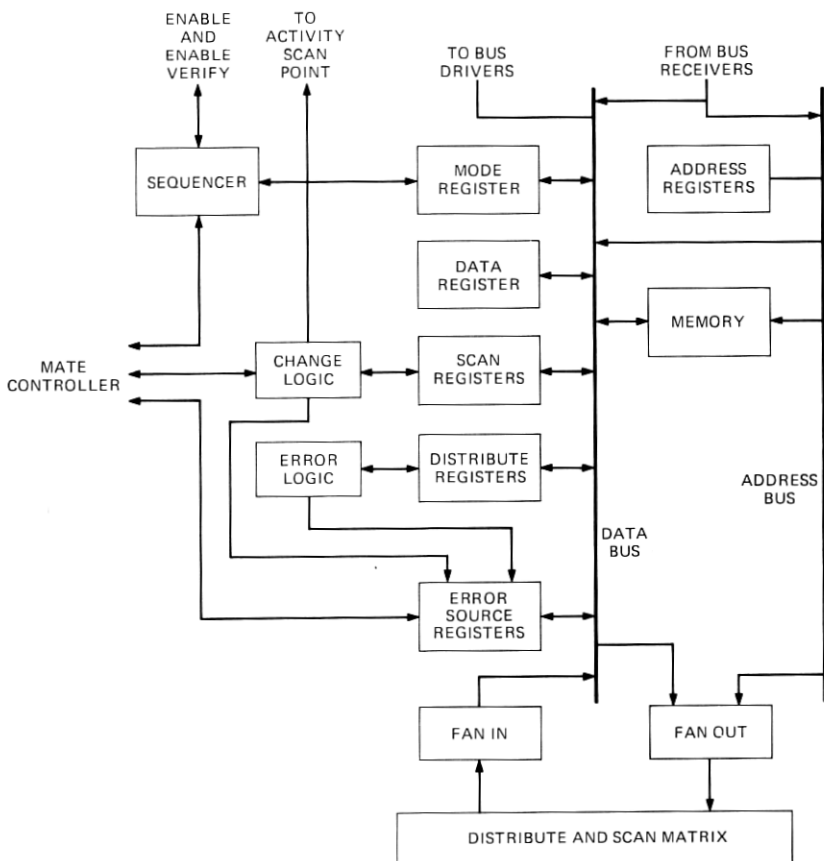 ENABLE
AND
ENABLE
VERIFY
TO
ACTIVITY
SCAN
POINT
TO BUS
DRIVERS
FROM BUS
RECEIVERS
SEQUENCER
MODE
REGISTER
ADDRESS
REGISTERS
DATA
REGISTER
MEMORY
MATE
CONTROLLER
CHANGE
LOGIC
SCAN
REGISTERS
ERROR
LOGIC
DISTRIBUTE
REGISTERS
ADDRESS
BUS
DATA
BUS
ERROR
SOURCE
REGISTERS
FAN IN
FAN OUT
DISTRIBUTE AND SCAN MATRIX